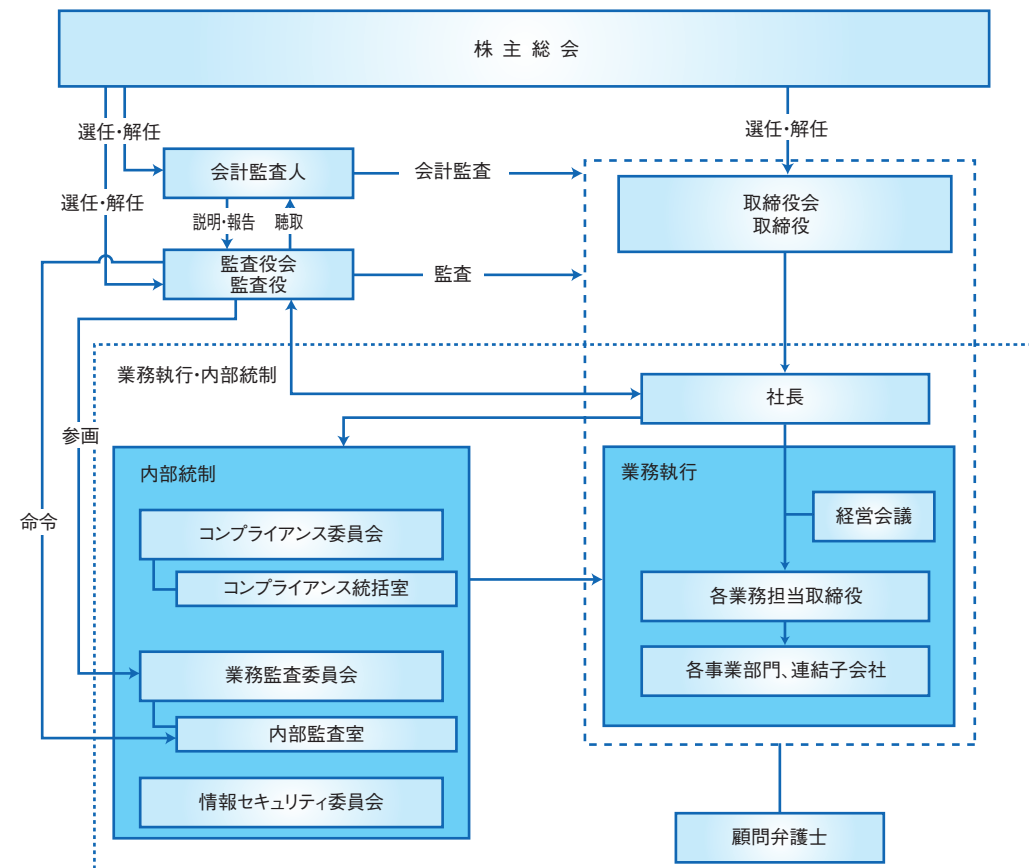 株主総会
選任・解任
選任・解任
選任・解任
会計監査人
会計監査
取締役会
取締役
説明・報告
聴取
監査役会
監査役
監査
業務執行・内部統制
社長
参画
命令
内部統制
コンプライアンス委員会
コンプライアンス統括室
業務監査委員会
内部監査室
情報セキュリティ委員会
業務執行
経営会議
各業務担当取締役
各事業部門、連結子会社
顧問弁護士